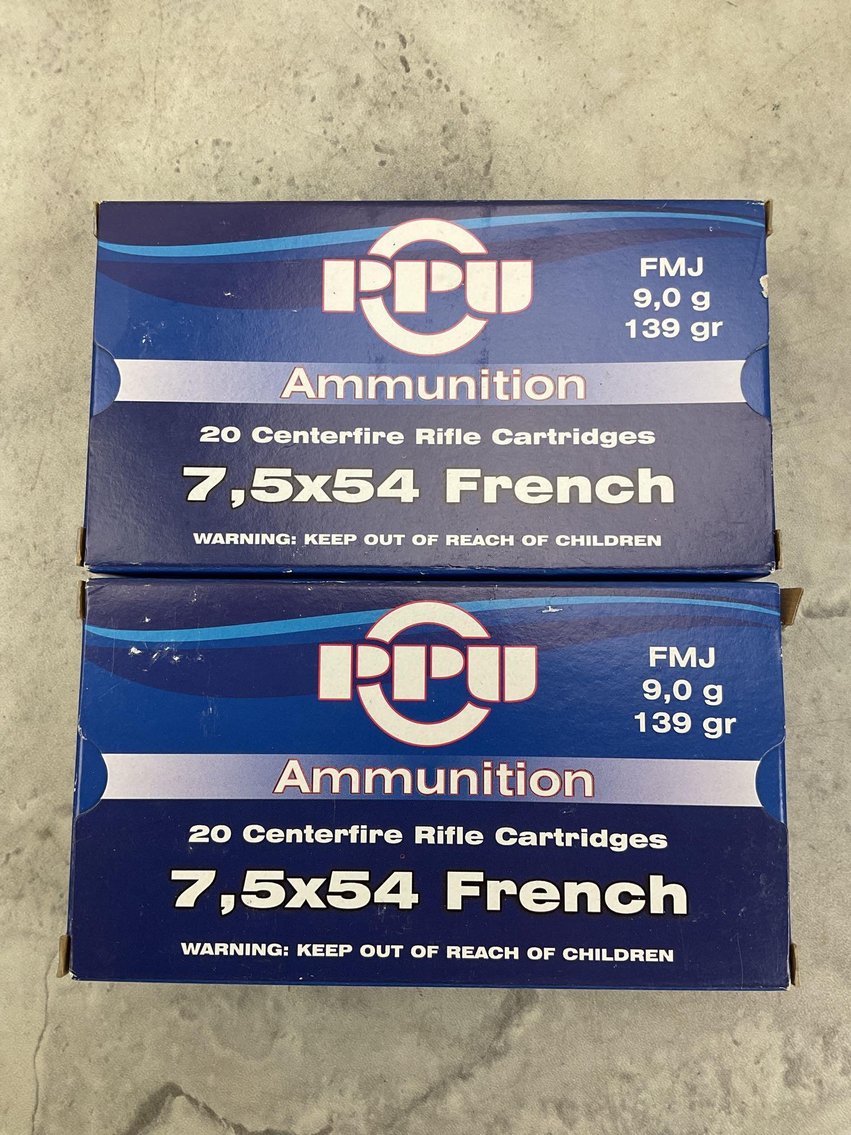 PPU
FMJ
9,0 g
139 gr
Ammunition
20 Centerfire Rifle Cartridges
7,5x54 French
WARNING: KEEP OUT OF REACH OF CHILDREN
PPU
FMJ
9,0 g
139 gr
Ammunition
20 Centerfire Rifle Cartridges
7,5x54 French
WARNING: KEEP OUT OF REACH OF CHILDREN